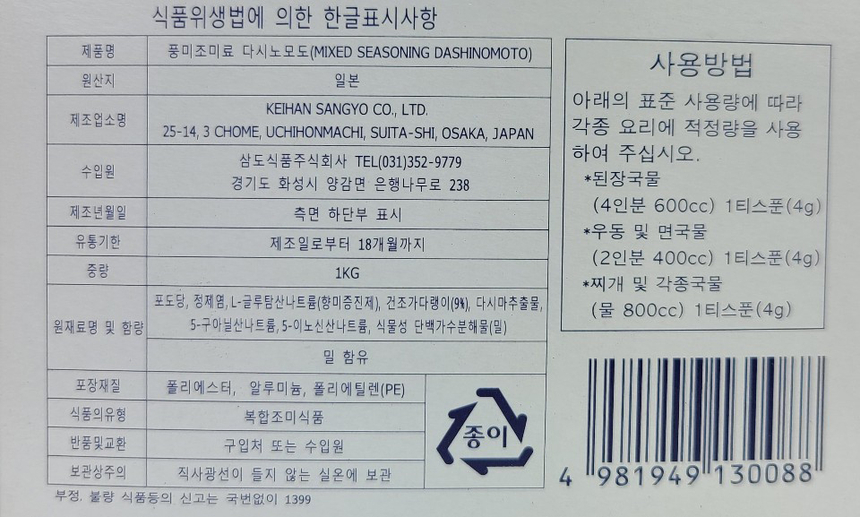 식품위생법에 의한 한글표시사항
제품명 풍미조미료 다시노모도(MIXED SEASONING DASHINOMOTO)
원산지 일본
제조업소명 KEIHAN SANGYO CO., LTD.
25-14, 3 CHOME, UCHIHONMACHI, SUITA-SHI, OSAKA, JAPAN
수입원 삼도식품주식회사 TEL(031)352-9779
경기도 화성시 양감면 은행나무로 238
제조년월일 측면 하단부 표시
유통기한 제조일로부터 18개월까지
중량 1KG
원재료명 및 함량 포도당, 정제염, L-글루탐산나트륨(향미증진제), 건조가다랭이(9%), 다시마추출물,
5-구아닐산나트륨, 5-이노신산나트륨, 식물성 단백가수분해물(밀)
밀 함유
포장재질 폴리에스터, 알루미늄, 폴리에틸렌(PE)
식품의유형 복합조미식품
반품및교환 구입처 또는 수입원
보관상주의 직사광선이 들지 않는 실온에 보관
종이
부정. 불량 식품등의 신고는 국번없이 1399
사용방법
아래의 표준 사용량에 따라
각종 요리에 적정량을 사용
하여 주십시오.
*된장국물
(4인분 600cc) 1티스푼(4g)
*우동 및 면국물
(2인분 400cc) 1티스푼(4g)
*찌개 및 각종국물
(물 800cc) 1티스푼(4g)
4 981949 130088